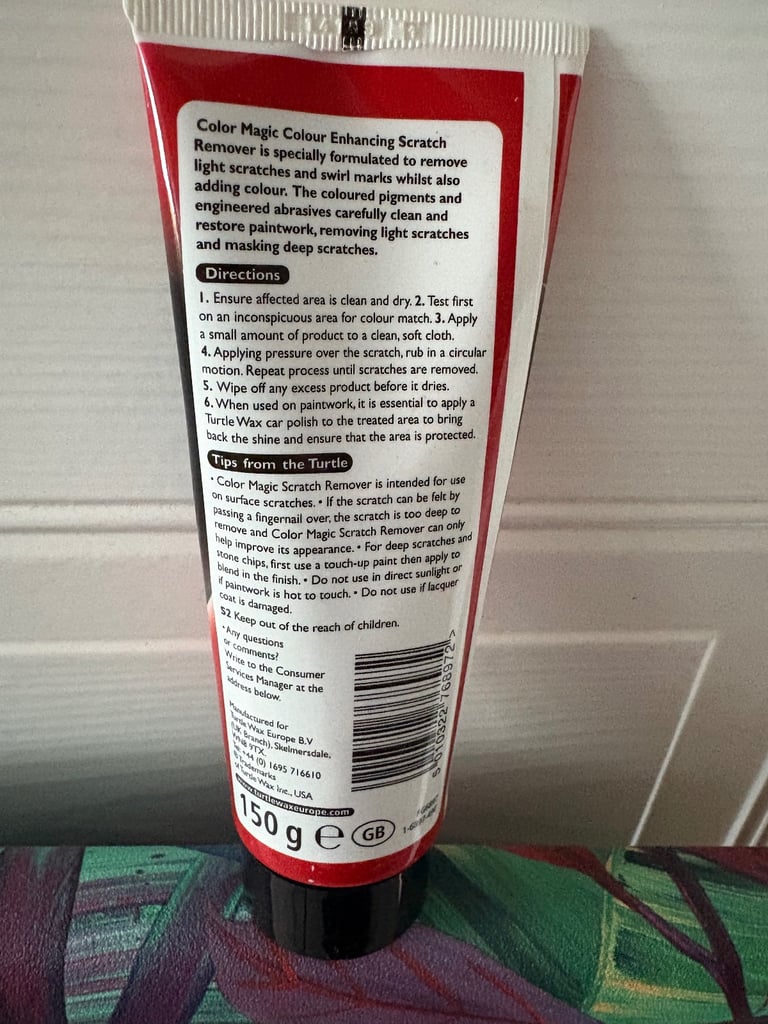 Color Magic Colour Enhancing Scratch
Remover is specially formulated to remove
light scratches and swirl marks whilst also
adding colour. The coloured pigments and
engineered abrasives carefully clean and
restore paintwork, removing light scratches
and masking deep scratches.
Directions
1. Ensure affected area is clean and dry. 2. Test first
on an inconspicuous area for colour match. 3. Apply
a small amount of product to a clean, soft cloth.
4. Applying pressure over the scratch, rub in a circular
motion. Repeat process until scratches are removed.
5. Wipe off any excess product before it dries.
6. When used on paintwork, it is essential to apply a
Turtle Wax car polish to the treated area to bring
back the shine and ensure that the area is protected.
Tips from the Turtle
• Color Magic Scratch Remover is intended for use
on surface scratches. • If the scratch can be felt by
passing a fingernail over, the scratch is too deep to
remove and Color Magic Scratch Remover can only
help improve its appearance. • For deep scratches and
stone chips, first use a touch-up paint then apply to
blend in the finish. • Do not use in direct sunlight or
if paintwork is hot to touch. • Do not use if lacquer
coat is damaged.
S2 Keep out of the reach of children.
• Any questions
or comments?
Write to the Consumer
Services Manager at the
address below.
Manufactured for
Turtle Wax Europe B.V
(UK Branch), Skelmersdale,
WN8 9TX.
Tel: +44 (0) 1695 716610
® Trademarks
of Turtle Wax Inc., USA
www.turtlewaxeurope.com
150 g e GB
5 010322 768972 >